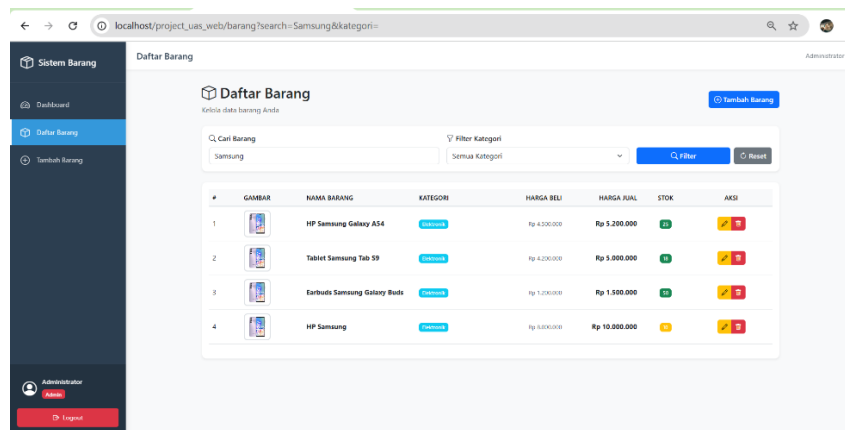 localhost/project_uas_web/barang?search=Samsung&kategori=
Sistem Barang
Daftar Barang
Administrator
Dashboard
Daftar Barang
Tambah Barang
Daftar Barang
Kelola data barang Anda
Tambah Barang
Cari Barang
Filter Kategori
Samsung
Semua Kategori
Filter
Reset
# GAMBAR NAMA BARANG KATEGORI HARGA BELI HARGA JUAL STOK AKSI
1 HP Samsung Galaxy A54 Elektronik Rp 4.500.000 Rp 5.200.000 25
2 Tablet Samsung Tab S9 Elektronik Rp 4.200.000 Rp 5.000.000
3 Earbuds Samsung Galaxy Buds Elektronik Rp 1.200.000 Rp 1.500.000 50
4 HP Samsung Elektronik Rp 10.000.000
Administrator
Admin
Logout